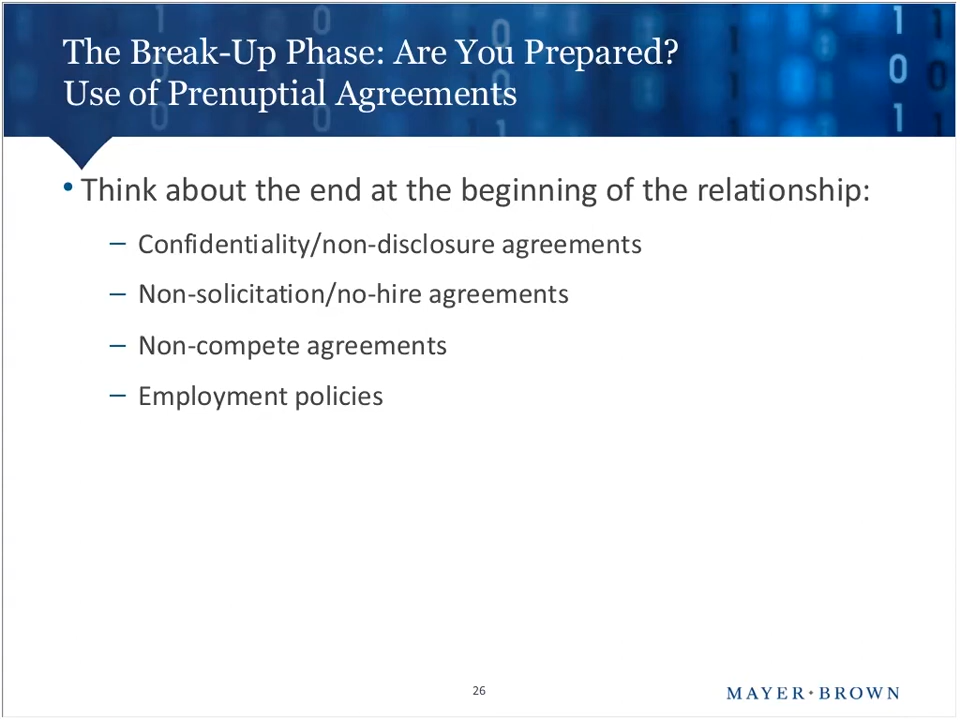 The Break-Up Phase: Are You Prepared?
Use of Prenuptial Agreements
• Think about the end at the beginning of the relationship:
– Confidentiality/non-disclosure agreements
– Non-solicitation/no-hire agreements
– Non-compete agreements
– Employment policies
26
MAYER • BROWN